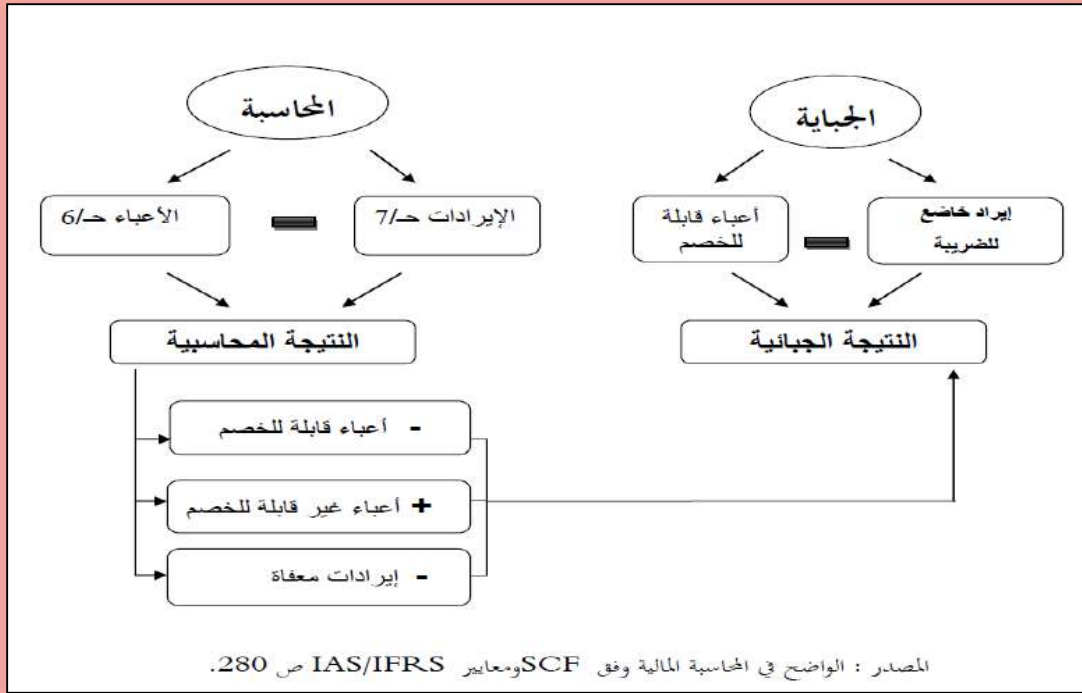 المحاسبة
الجباية
الإيرادات حـ/7
الأعباء حـ/6
إيراد خاضع
للضريبة
أعباء قابلة
للخصم
النتيجة المحاسبية
النتيجة الجبائية
- أعباء قابلة للخصم
+ أعباء غير قابلة للخصم
- إيرادات معفاة
المصدر : الواضح في المحاسبة المالية وفق SCF ومعايير IAS/IFRS ص 280.